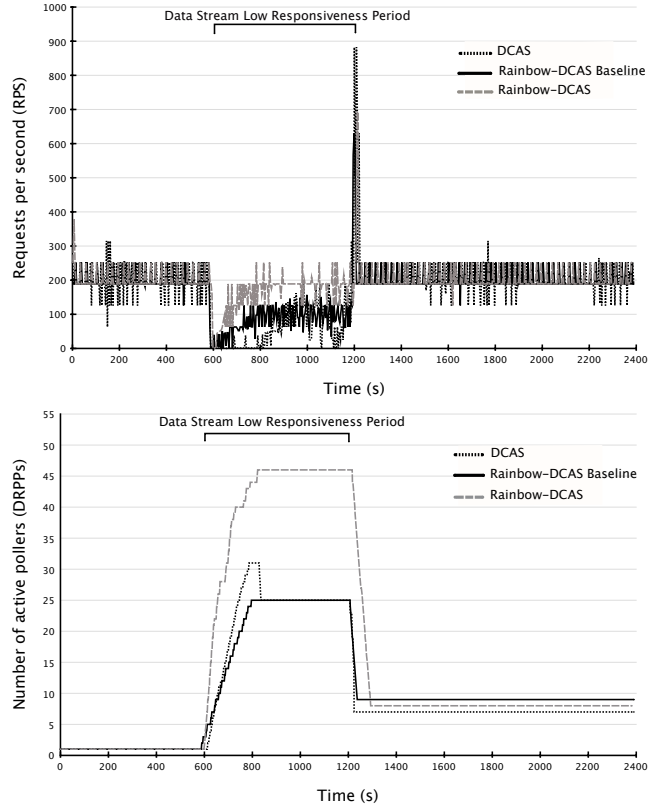 Data Stream Low Responsiveness Period
1000
900
800
700
600
500
400
300
200
100
0
Requests per second (RPS)
DCAS
Rainbow-DCAS Baseline
Rainbow-DCAS
0 200 400 600 800 1000 1200 1400 1600 1800 2000 2200 2400
Time (s)
Data Stream Low Responsiveness Period
55
50
45
40
35
30
25
20
15
10
5
0
Number of active pollers (DRPPs)
DCAS
Rainbow-DCAS Baseline
Rainbow-DCAS
0 200 400 600 800 1000 1200 1400 1600 1800 2000 2200 2400
Time (s)